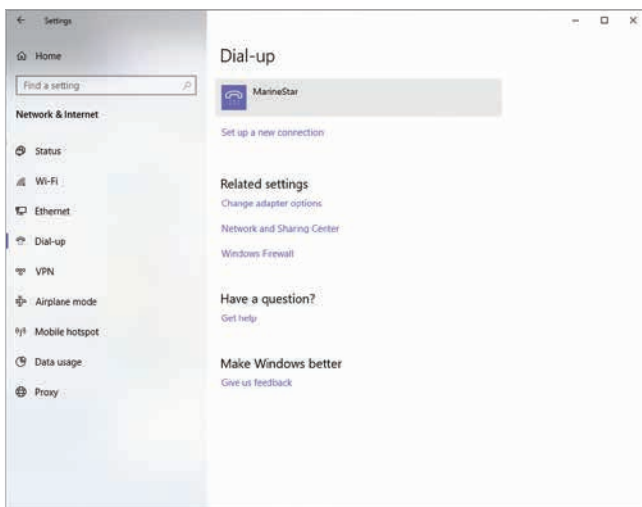 Settings
Home
Find a setting
Network & Internet
Status
Wi-Fi
Ethernet
Dial-up
VPN
Airplane mode
Mobile hotspot
Data usage
Proxy
Dial-up
MarineStar
Set up a new connection
Related settings
Change adapter options
Network and Sharing Center
Windows Firewall
Have a question?
Get help
Make Windows better
Give us feedback